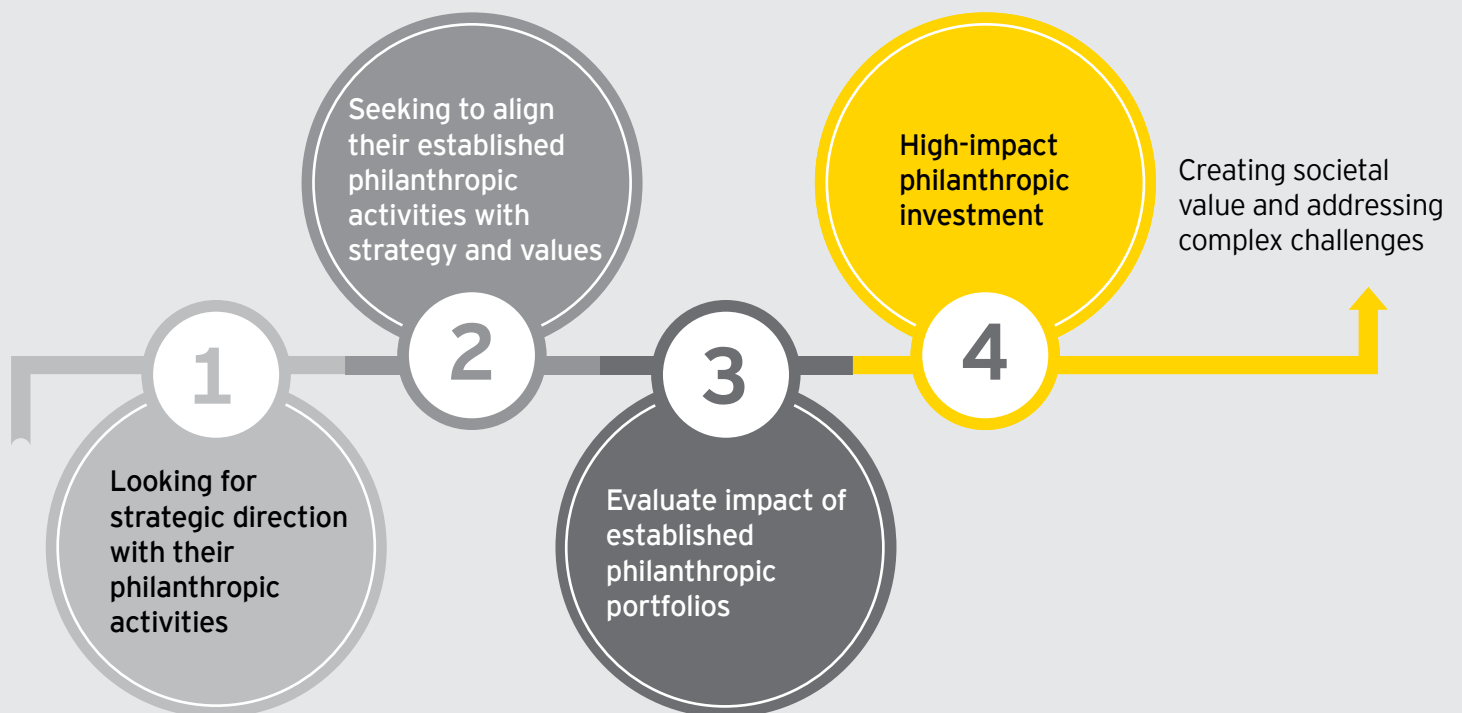 1
Looking for
strategic direction
with their
philanthropic
activities
2
Seeking to align
their established
philanthropic
activities with
strategy and values
3
Evaluate impact of
established
philanthropic
portfolios
4
High-impact
philanthropic
investment
Creating societal
value and addressing
complex challenges